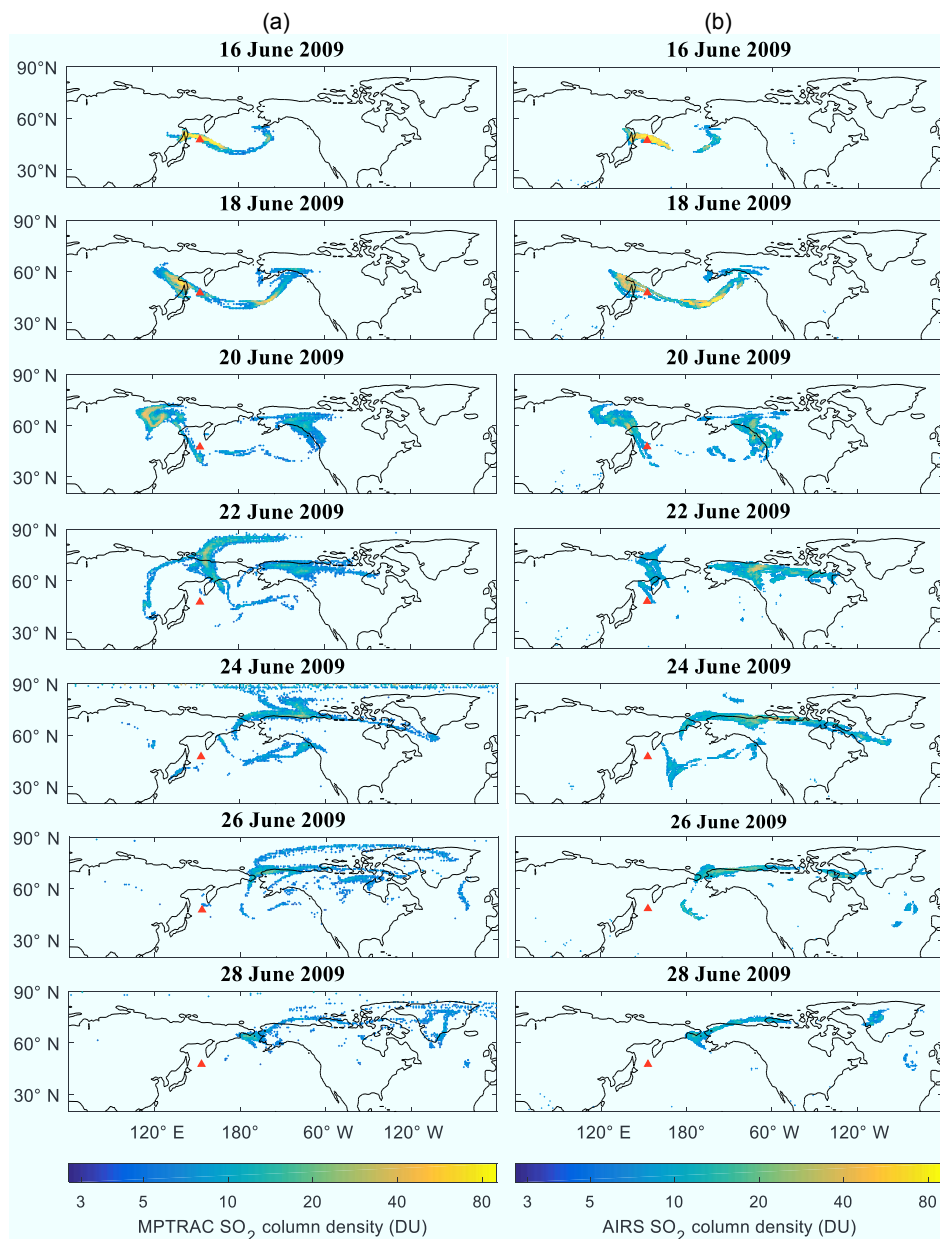 (a) (b)
16 June 2009 16 June 2009
90° N
60° N
30° N
18 June 2009 18 June 2009
90° N
60° N
30° N
20 June 2009 20 June 2009
90° N
60° N
30° N
22 June 2009 22 June 2009
90° N
60° N
30° N
24 June 2009 24 June 2009
90° N
60° N
30° N
26 June 2009 26 June 2009
90° N
60° N
30° N
28 June 2009 28 June 2009
90° N
60° N
30° N
120° E 180° 60° W 120° W 120° E 180° 60° W 120° W
3 5 10 20 40 80 3 5 10 20 40 80
MPTRAC SO2 column density (DU) AIRS SO2 column density (DU)